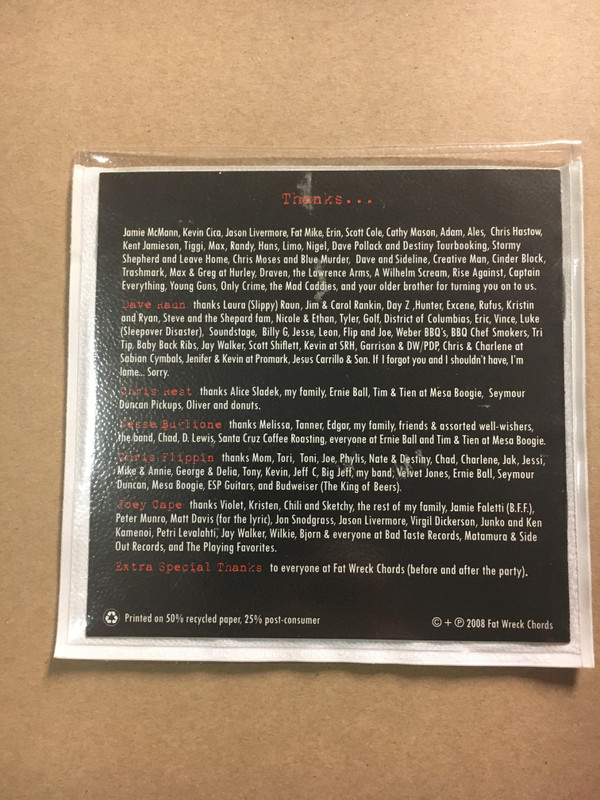 Thanks...
Jamie McMann, Kevin Cica, Jason Livermore, Fat Mike, Erin, Scott Cole, Cathy Mason, Adam, Ales, Chris Hastow,
Kent Jamieson, Tiggi, Max, Randy, Hans, Limo, Nigel, Dave Pollack and Destiny Tourbooking, Stormy
Shepherd and Leave Home, Chris Moses and Blue Murder, Dave and Sideline, Creative Man, Cinder Block,
Trashmark, Max & Greg at Hurley, Draven, the Lawrence Arms, A Wilhelm Scream, Rise Against, Captain
Everything, Young Guns, Only Crime, the Mad Caddies, and your older brother for turning you on to us.
Dave Raun thanks Laura (Slippy) Raun, Jim & Carol Rankin, Day Z ,Hunter, Excene, Rufus, Kristin
and Ryan, Steve and the Shepard fam, Nicole & Ethan, Tyler, Golf, District of Columbias, Eric, Vince, Luke
(Sleepover Disaster), Soundstage, Billy G, Jesse, Leon, Flip and Joe, Weber BBQ's, BBQ Chef Smokers, Tri
Tip, Baby Back Ribs, Jay Walker, Scott Shiflett, Kevin at SRH, Garrison & DW/PDP, Chris & Charlene at
Sabian Cymbals, Jenifer & Kevin at Promark, Jesus Carrillo & Son. If I forgot you and I shouldn't have, I'm
lame... Sorry.
Chris Rest thanks Alice Sladek, my family, Ernie Ball, Tim & Tien at Mesa Boogie, Seymour
Duncan Pickups, Oliver and donuts.
Jesse Buglione thanks Melissa, Tanner, Edgar, my family, friends & assorted well-wishers,
the band, Chad, D. Lewis, Santa Cruz Coffee Roasting, everyone at Ernie Ball and Tim & Tien at Mesa Boogie.
Chris Flippin thanks Mom, Tori, Toni, Joe, Phylis, Nate & Destiny, Chad, Charlene, Jak, Jessi,
Mike & Annie, George & Delia, Tony, Kevin, Jeff C, Big Jeff, my band, Velvet Jones, Ernie Ball, Seymour
Duncan, Mesa Boogie, ESP Guitars, and Budweiser (The King of Beers).
Joey Cape thanks Violet, Kristen, Chili and Sketchy, the rest of my family, Jamie Faletti (B.F.F.),
Peter Munro, Matt Davis (for the lyric), Jon Snodgrass, Jason Livermore, Virgil Dickerson, Junko and Ken
Kamenoi, Petri Levalahti, Jay Walker, Wilkie, Bjorn & everyone at Bad Taste Records, Matamura & Side
Out Records, and The Playing Favorites.
Extra Special Thanks to everyone at Fat Wreck Chords (before and after the party).
Printed on 50% recycled paper, 25% post-consumer
© + ℗ 2008 Fat Wreck Chords